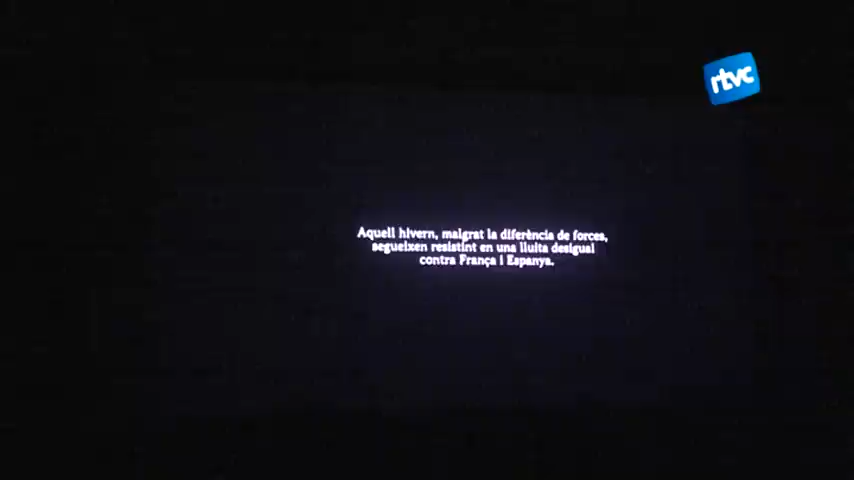 rtvc
Aquell hivern, malgrat la diferència de forces,
segueixen resistint en una lluita desigual
contra França i Espanya.